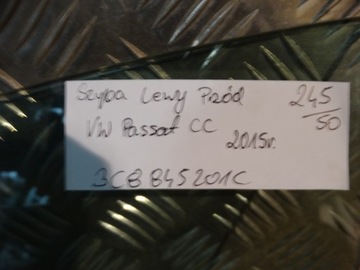 Szyba Lewy Przód 245/50
VW Passat CC
2015r.
3C8 845 201C